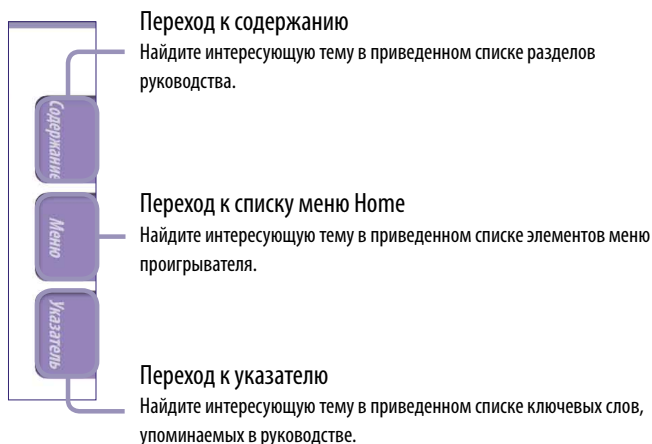 Переход к содержанию
Найдите интересующую тему в приведенном списке разделов
руководства.
Содержание
Переход к списку меню Home
Найдите интересующую тему в приведенном списке элементов меню
проигрывателя.
Меню
Переход к указателю
Найдите интересующую тему в приведенном списке ключевых слов,
упоминаемых в руководстве.
Указатель